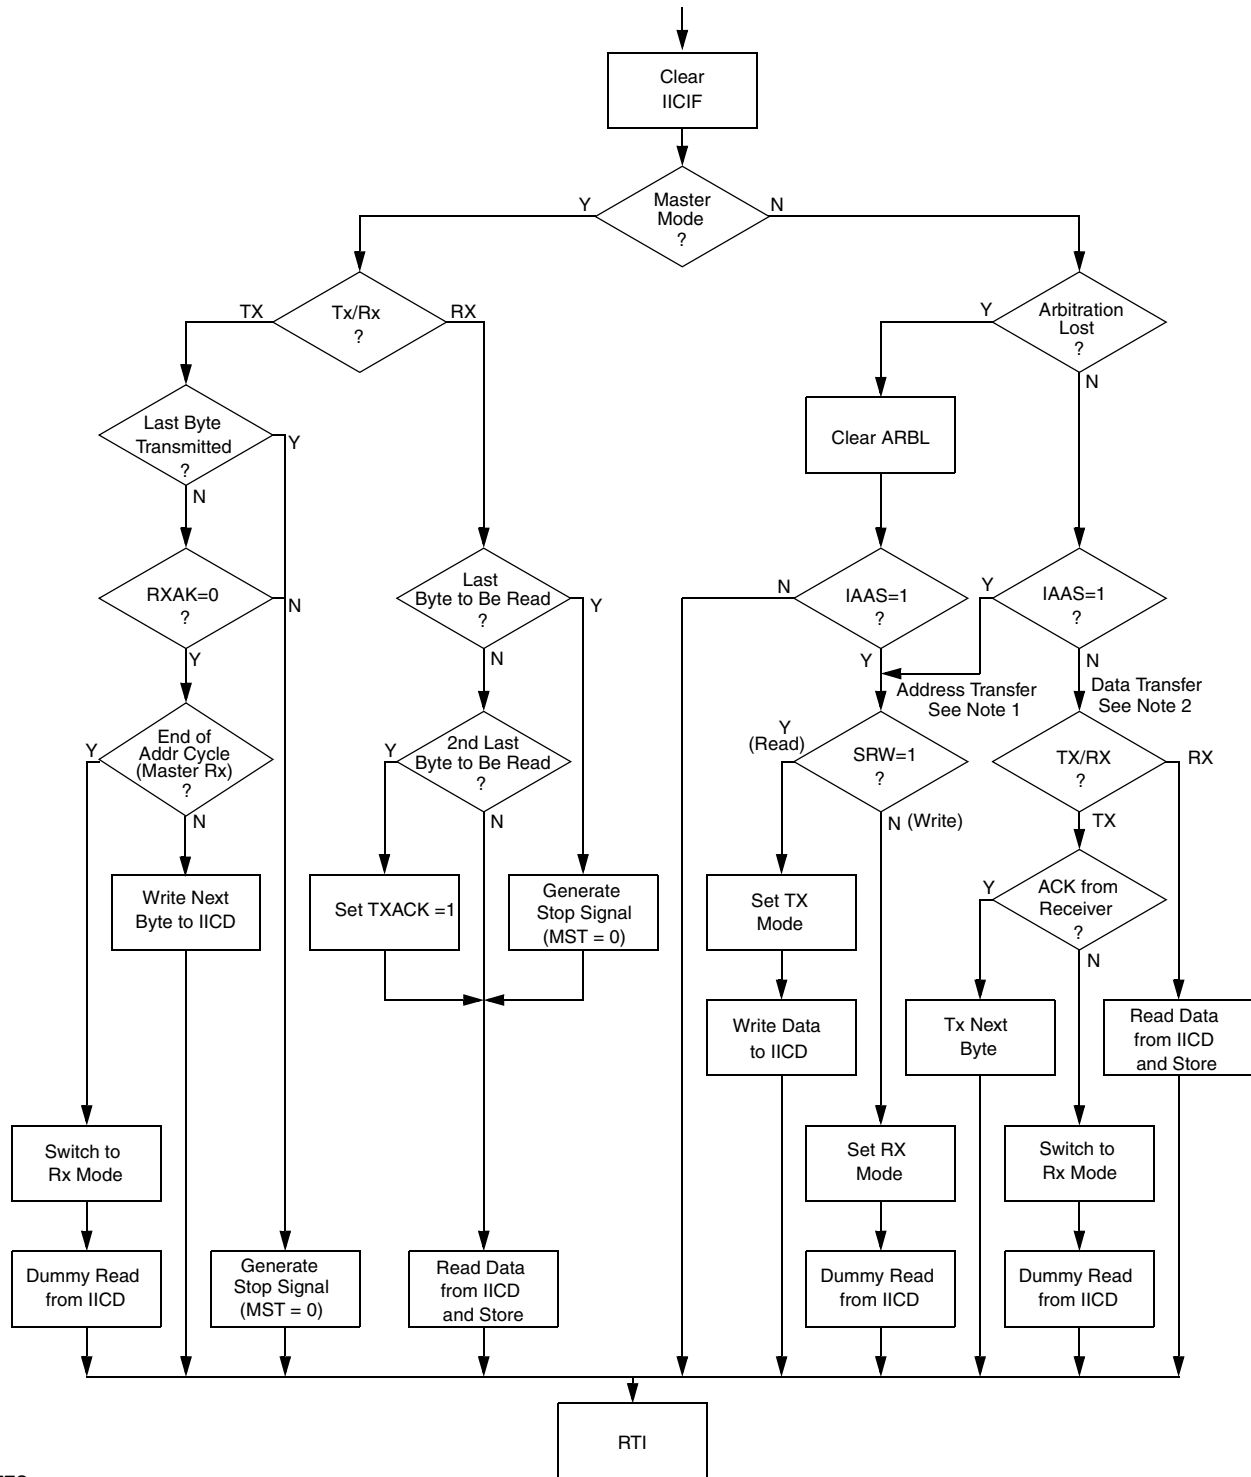 Clear
IICIF
Master
Mode
?
Y
N
Tx/Rx
?
TX
RX
Arbitration
Lost
?
Y
N
Last Byte
Transmitted
?
Y
N
Clear ARBL
RXAK=0
?
N
Y
Last
Byte to Be Read
?
Y
N
IAAS=1
?
N
Y
IAAS=1
?
Y
N
Address Transfer
See Note 1
Data Transfer
See Note 2
End of
Addr Cycle
(Master Rx)
?
Y
N
2nd Last
Byte to Be Read
?
Y
N
Y
(Read)
SRW=1
?
N (Write)
TX/RX
?
RX
TX
Write Next
Byte to IICD
Set TXACK =1
Generate
Stop Signal
(MST = 0)
Set TX
Mode
ACK from
Receiver
?
Y
N
Write Data
to IICD
Tx Next
Byte
Read Data
from IICD
and Store
Switch to
Rx Mode
Set RX
Mode
Switch to
Rx Mode
Dummy Read
from IICD
Generate
Stop Signal
(MST = 0)
Read Data
from IICD
and Store
Dummy Read
from IICD
Dummy Read
from IICD
RTI